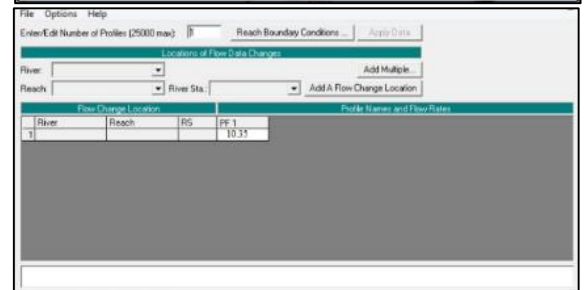 File Options Help
Enter/Edit Number of Profiles (25000 max): 1 Reach Boundary Conditions ... Apply Data
Locations of Flow Data Changes
River: Add Multiple...
Reach: River Sta.: Add A Flow Change Location
Flow Change Location Profile Names and Flow Rates
River Reach RS PF 1
1 10.35